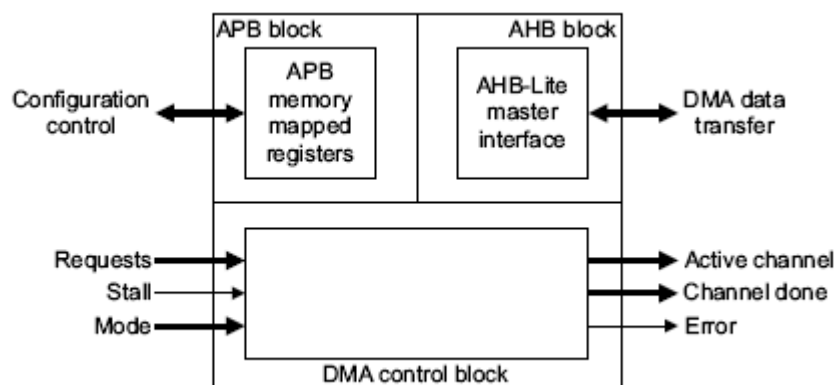 APB block
AHB block
APB
memory
mapped
registers
AHB-Lite
master
interface
Configuration
control
DMA data
transfer
Requests
Stall
Mode
Active channel
Channel done
Error
DMA control block